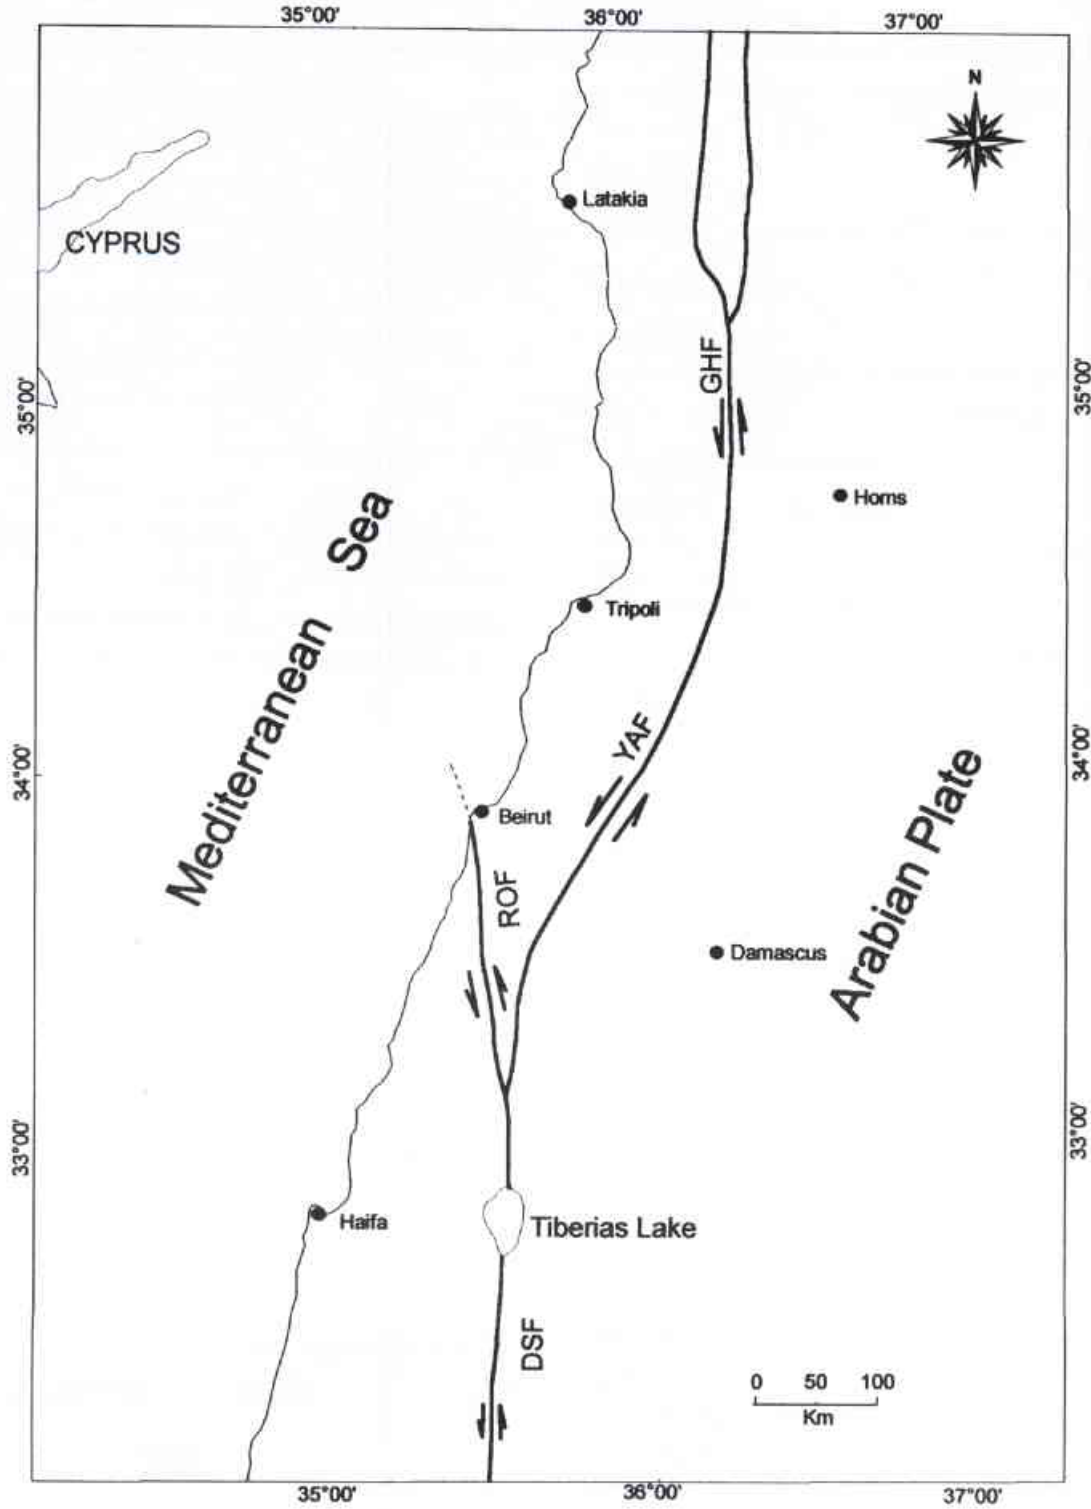 35°00'
36°00'
37°00'
N
Latakia
CYPRUS
GHF
35°00'
35°00'
Homs
Mediterranean Sea
Tripoli
YAF
34°00'
34°00'
Beirut
Arabian Plate
ROF
Damascus
33°00'
33°00'
Haifa
Tiberias Lake
DSF
0 50 100
Km
35°00'
36°00'
37°00'